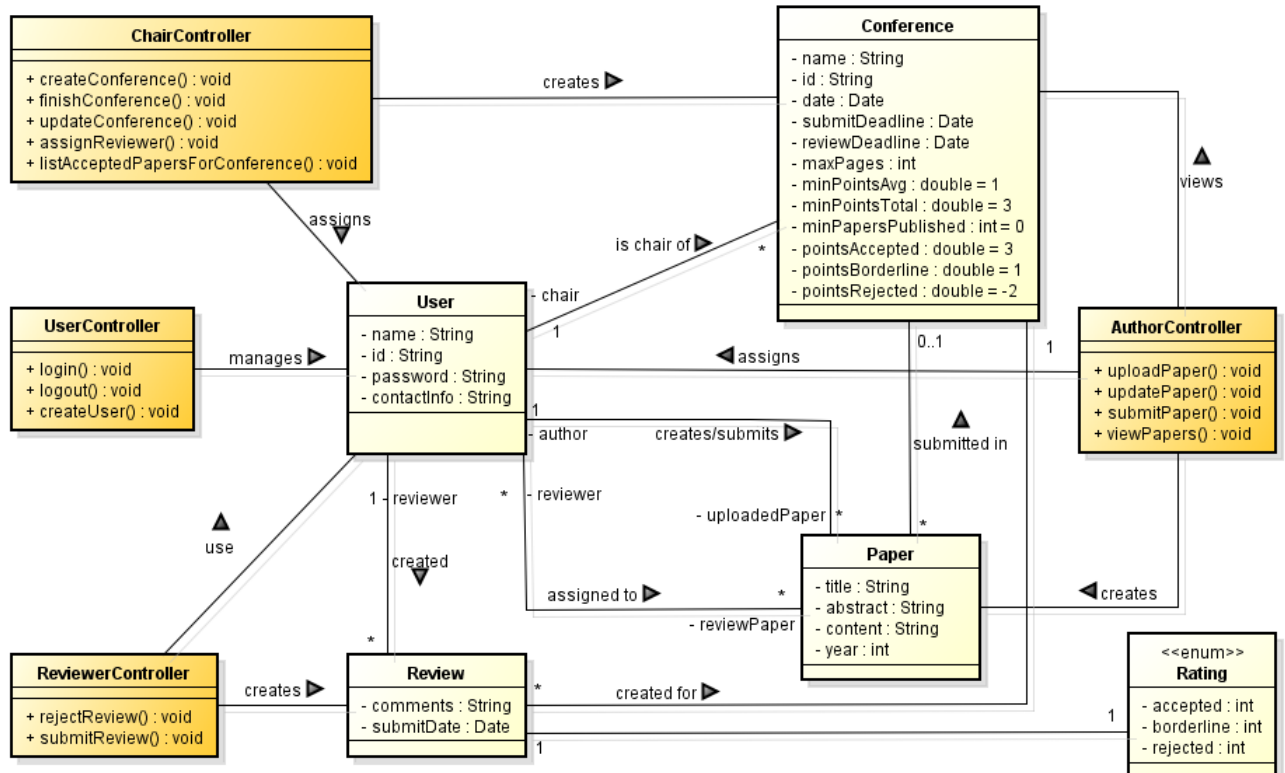 ChairController
+ createConference() : void
+ finishConference() : void
+ updateConference() : void
+ assignReviewer() : void
+ listAcceptedPapersForConference() : void
creates
Conference
- name : String
- id : String
- date : Date
- submitDeadline : Date
- reviewDeadline : Date
- maxPages : int
- minPointsAvg : double = 1
- minPointsTotal : double = 3
- minPapersPublished : int = 0
- pointsAccepted : double = 3
- pointsBorderline : double = 1
- pointsRejected : double = -2
views
assigns
is chair of
*
User
- name : String
- id : String
- password : String
- contactInfo : String
- chair
1
UserController
+ login() : void
+ logout() : void
+ createUser() : void
manages
0..1
1
assigns
AuthorController
+ uploadPaper() : void
+ updatePaper() : void
+ submitPaper() : void
+ viewPapers() : void
1
- author
creates/submits
submitted in
1 - reviewer
* - reviewer
- uploadedPaper *
*
use
created
Paper
- title : String
- abstract : String
- content : String
- year : int
assigned to
*
- reviewPaper
creates
*
ReviewerController
+ rejectReview() : void
+ submitReview() : void
creates
Review
- comments : String
- submitDate : Date
*
created for
1
1
<<enum>>
Rating
- accepted : int
- borderline : int
- rejected : int